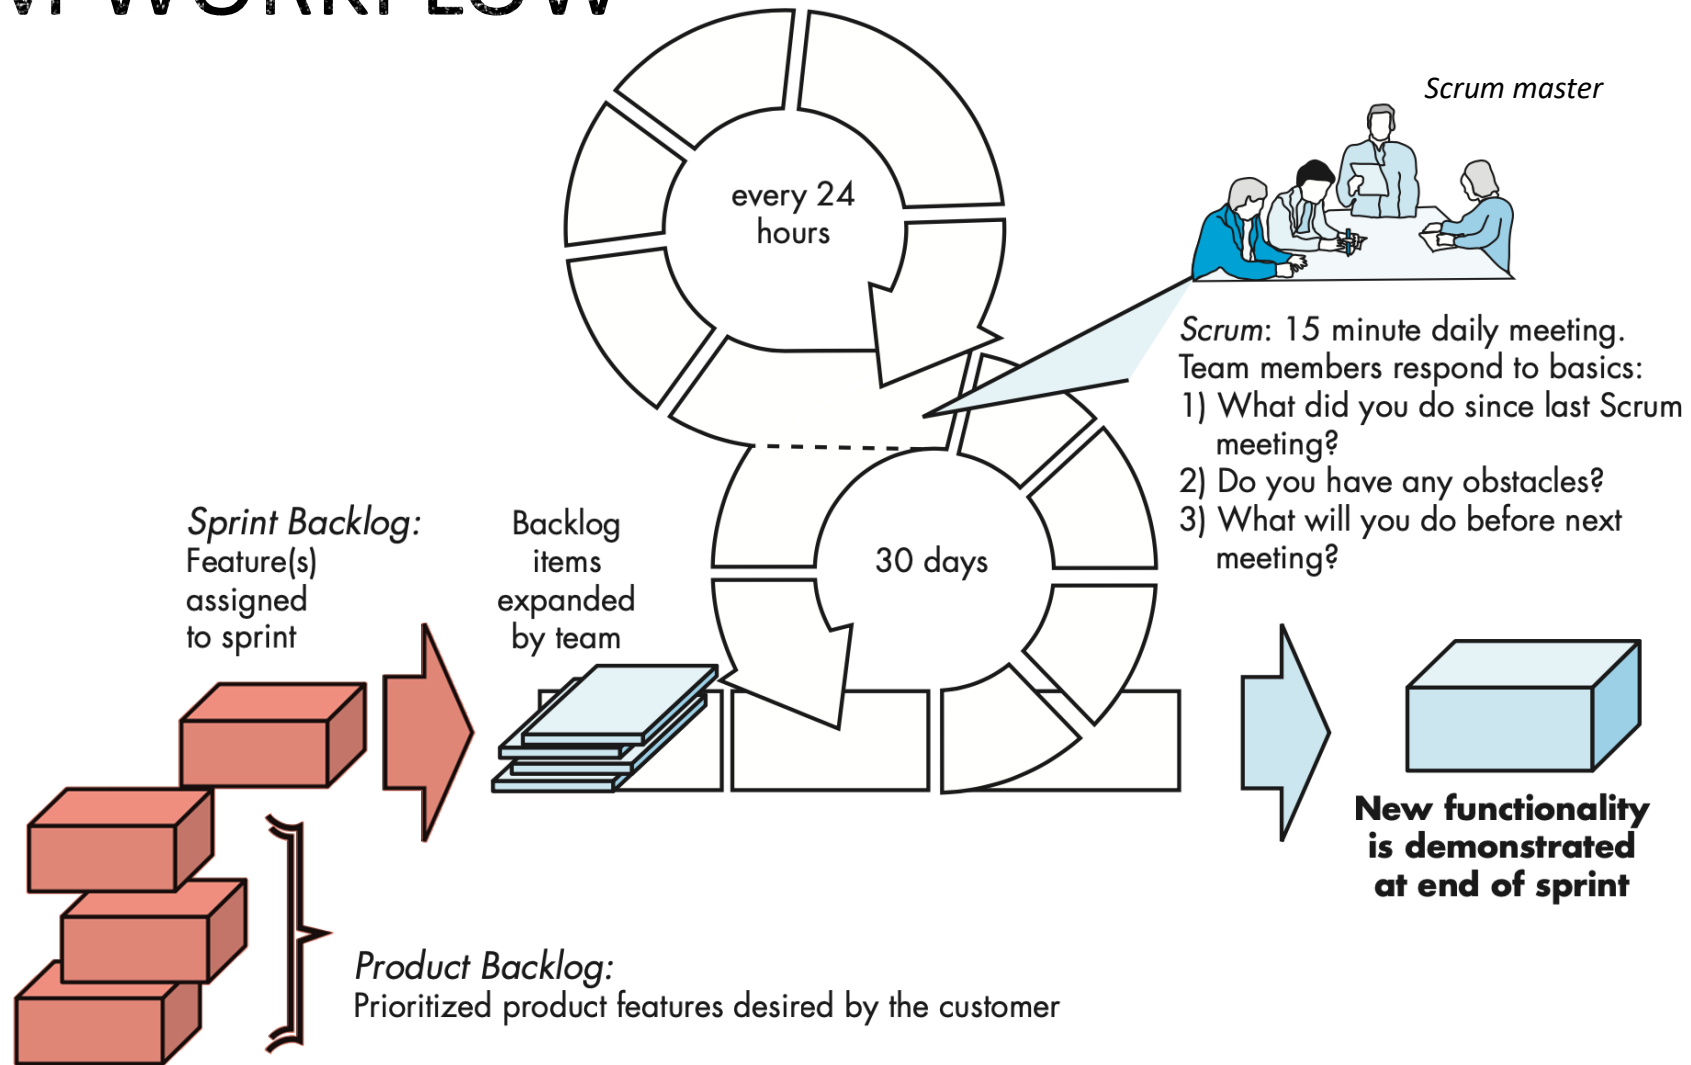 WORKFLOW
Scrum master
every 24
hours
Scrum: 15 minute daily meeting.
Team members respond to basics:
1) What did you do since last Scrum
meeting?
2) Do you have any obstacles?
3) What will you do before next
meeting?
Sprint Backlog:
Feature(s)
assigned
to sprint
Backlog
items
expanded
by team
30 days
New functionality
is demonstrated
at end of sprint
Product Backlog:
Prioritized product features desired by the customer